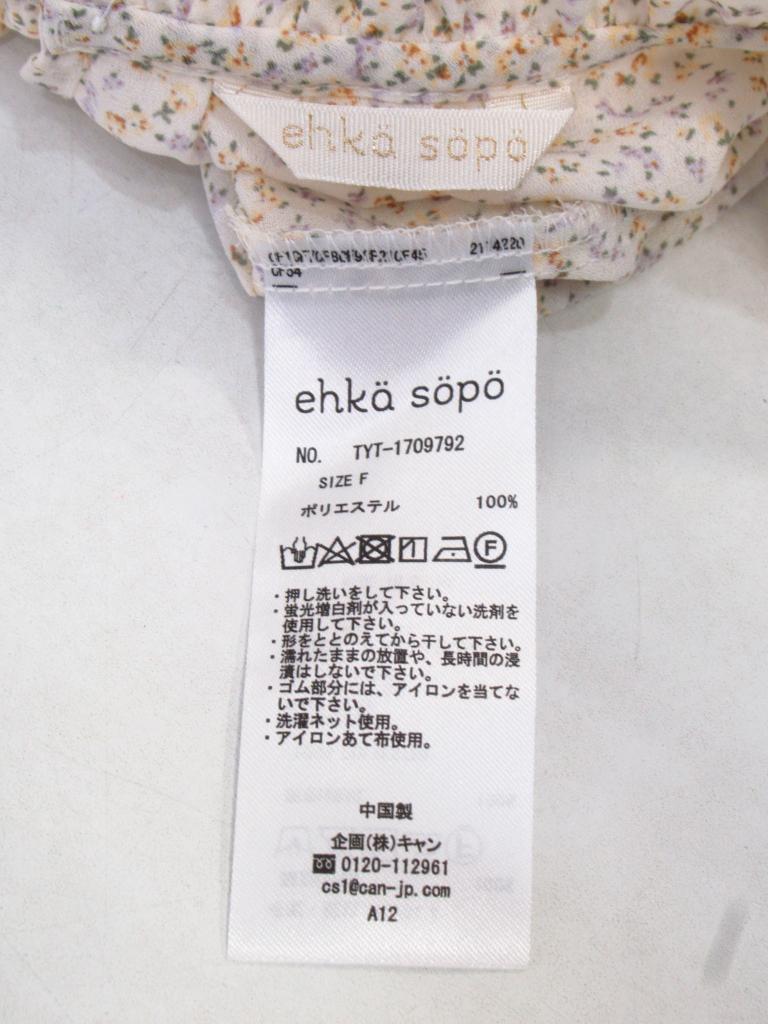 ehkä söpö
ehkä söpö
NO. TYT-1709792
SIZE F
ポリエステル 100%
F
・押し洗いをして下さい。
・蛍光増白剤が入っていない洗剤を
使用して下さい。
・形をととのえてから干して下さい。
・濡れたままの放置や、長時間の浸
漬はしないで下さい。
・ゴム部分には、アイロンを当てな
いで下さい。
・洗濯ネット使用。
・アイロンあて布使用。
中国製
企画(株)キャン
0120-112961
cs1@can-jp.com
A12